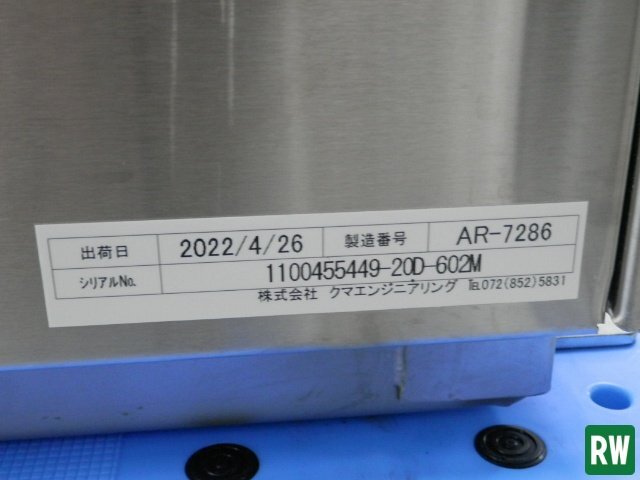 出荷日 2022/4/26 製造番号 AR-7286
シリアルNo. 1100455449-20D-602M
株式会社 クマエンジニアリング TEL072(852)5831
RW